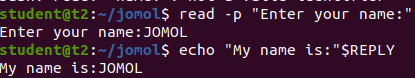 student@t2:~/jomol$ read -p "Enter your name:"
Enter your name:JOMOL
student@t2:~/jomol$ echo "My name is:"$REPLY
My name is:JOMOL